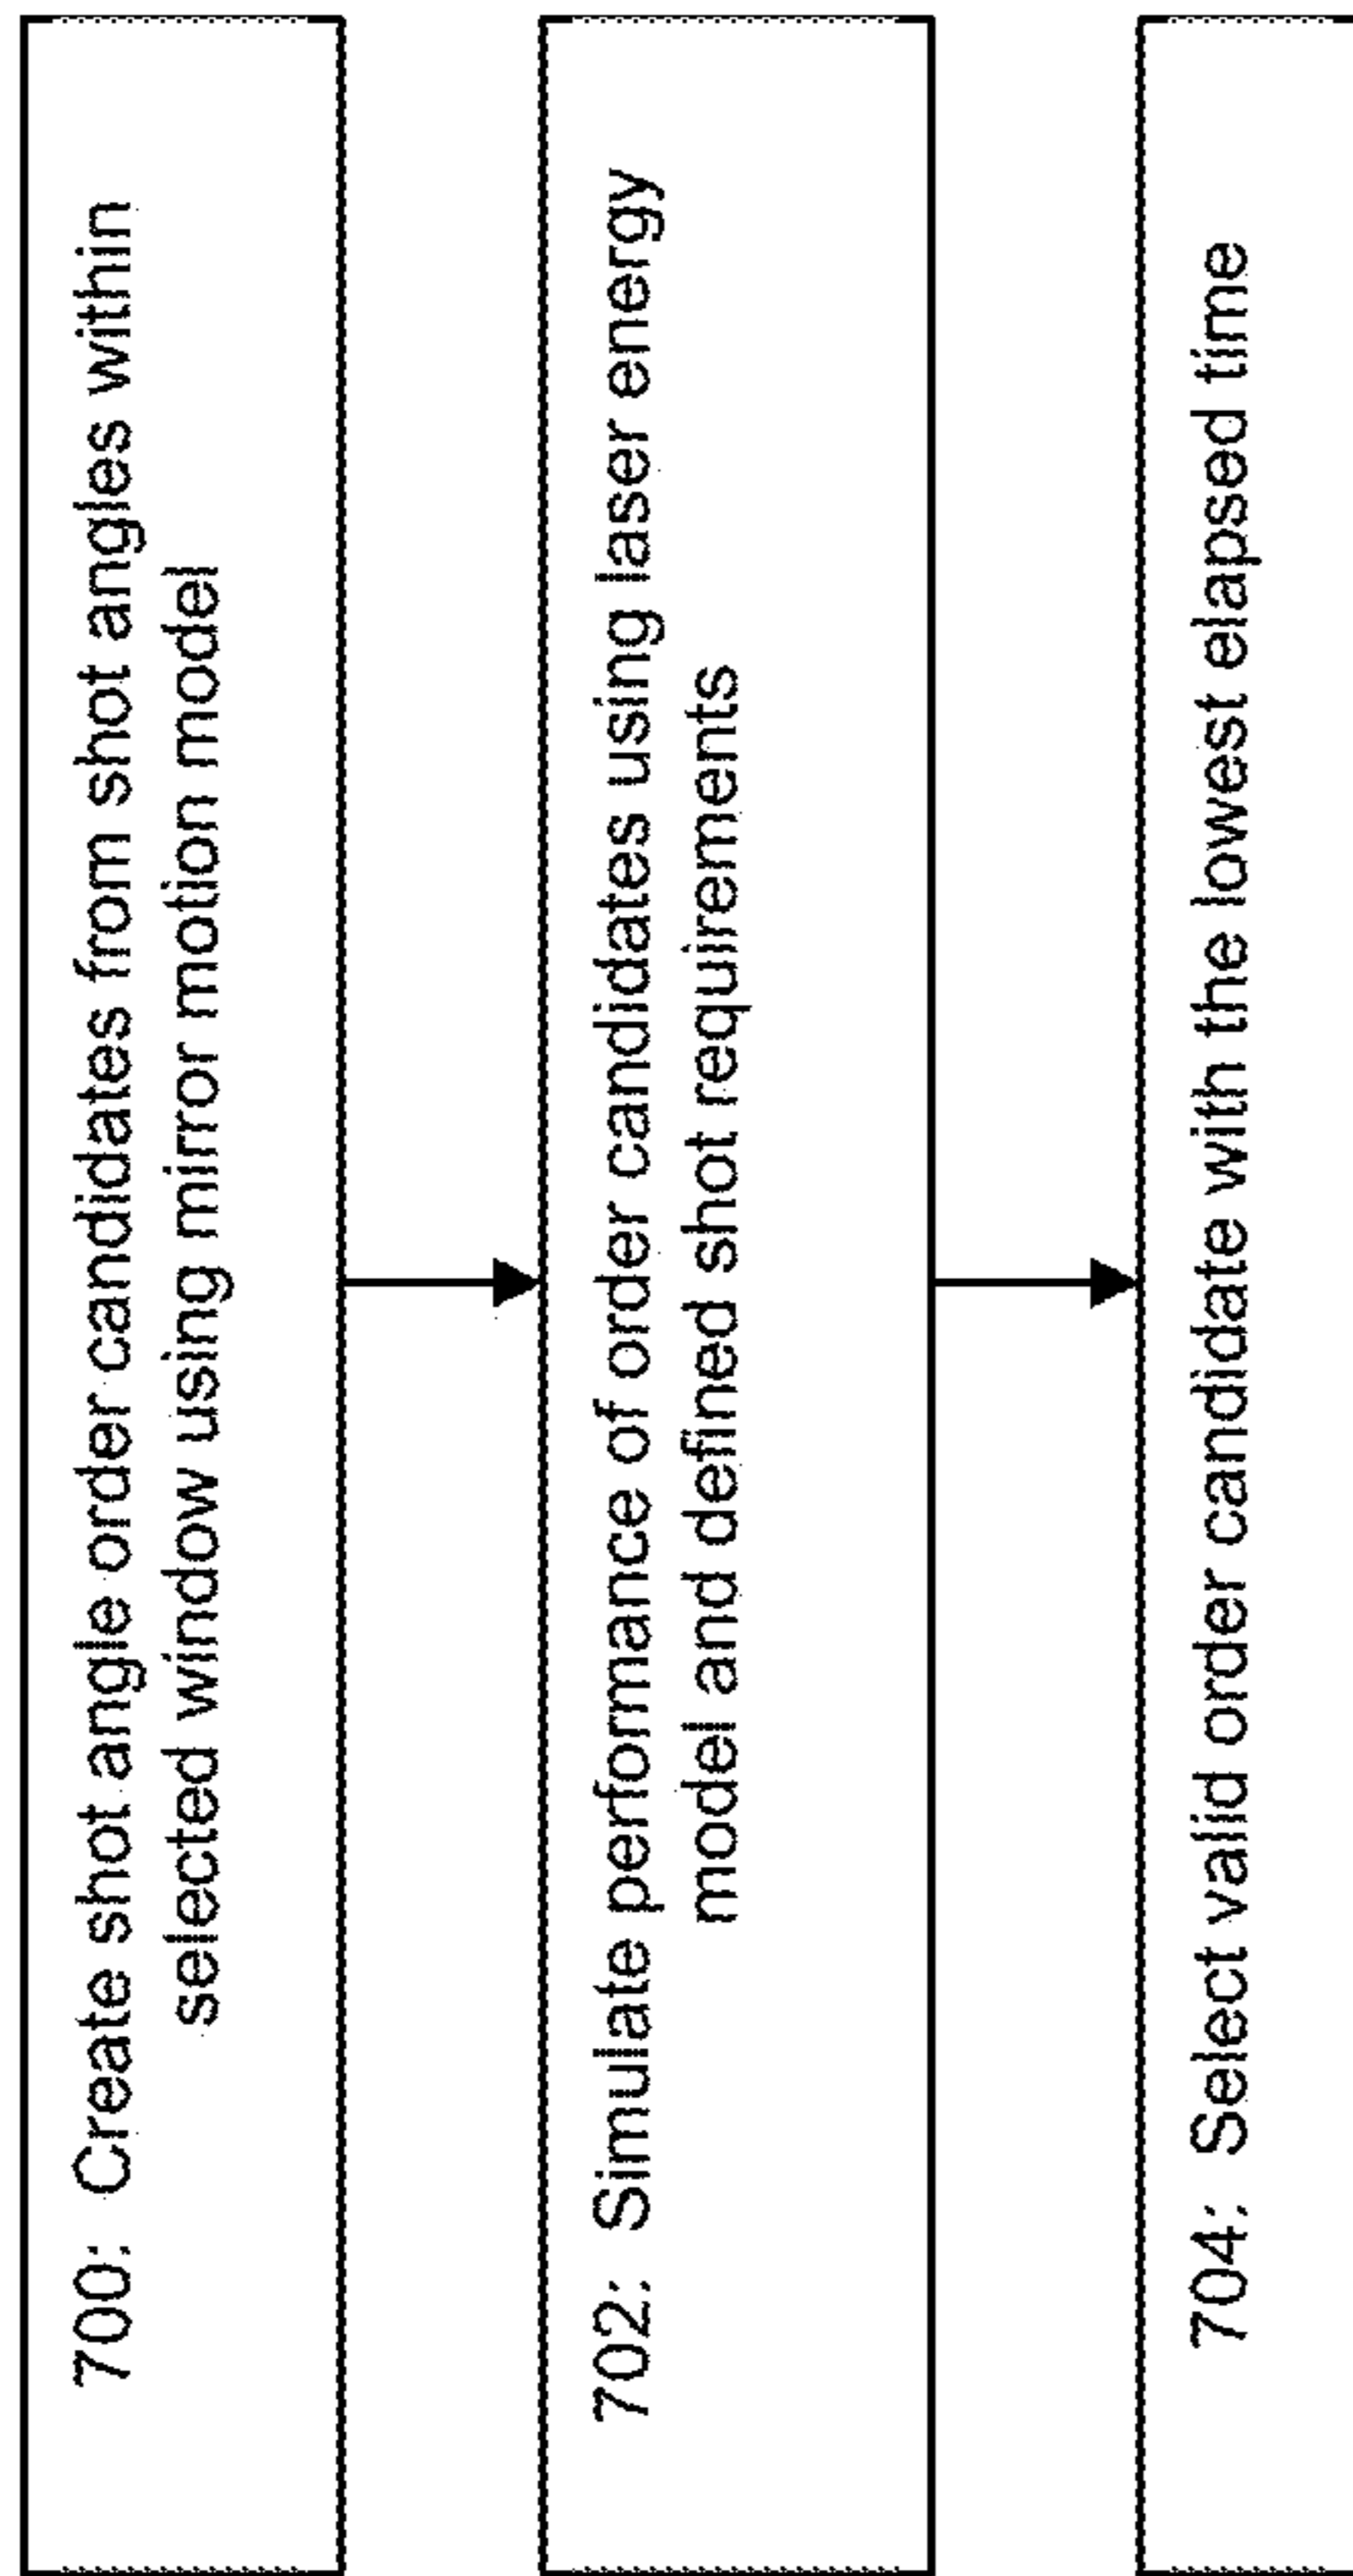 700: Create shot angle order candidates from shot angles within
selected window using mirror motion model
702: Simulate performance of order candidates using laser energy
model and defined shot requirements
704: Select valid order candidate with the lowest elapsed time